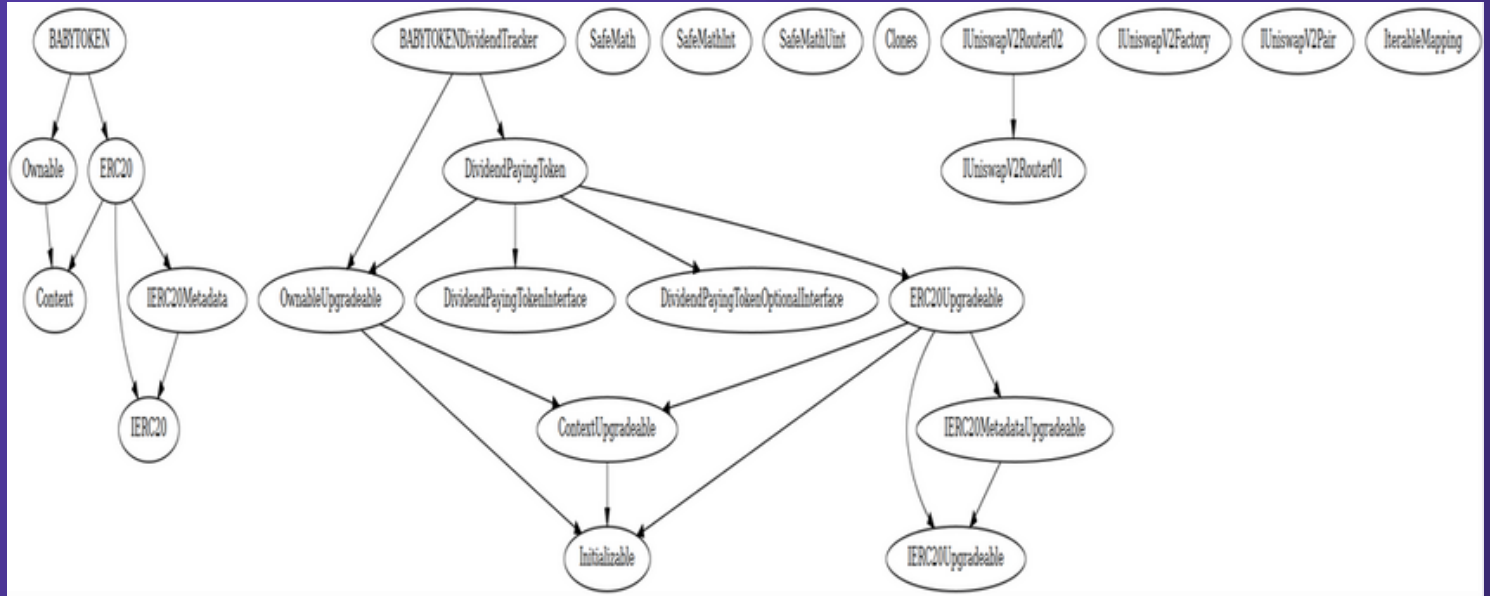 BABYTOKEN
BABYTOKENDividendTracker
SafeMath
SafeMathInt
SafeMathUint
Clones
IUniswapV2Router02
IUniswapV2Factory
IUniswapV2Pair
IterableMapping
Ownable
ERC20
DividendPayingToken
IUniswapV2Router01
Context
IERC20Metadata
OwnableUpgradeable
DividendPayingTokenInterface
DividendPayingTokenOptionalInterface
ERC20Upgradeable
IERC20
ContextUpgradeable
IERC20MetadataUpgradeable
Initializable
IERC20Upgradeable